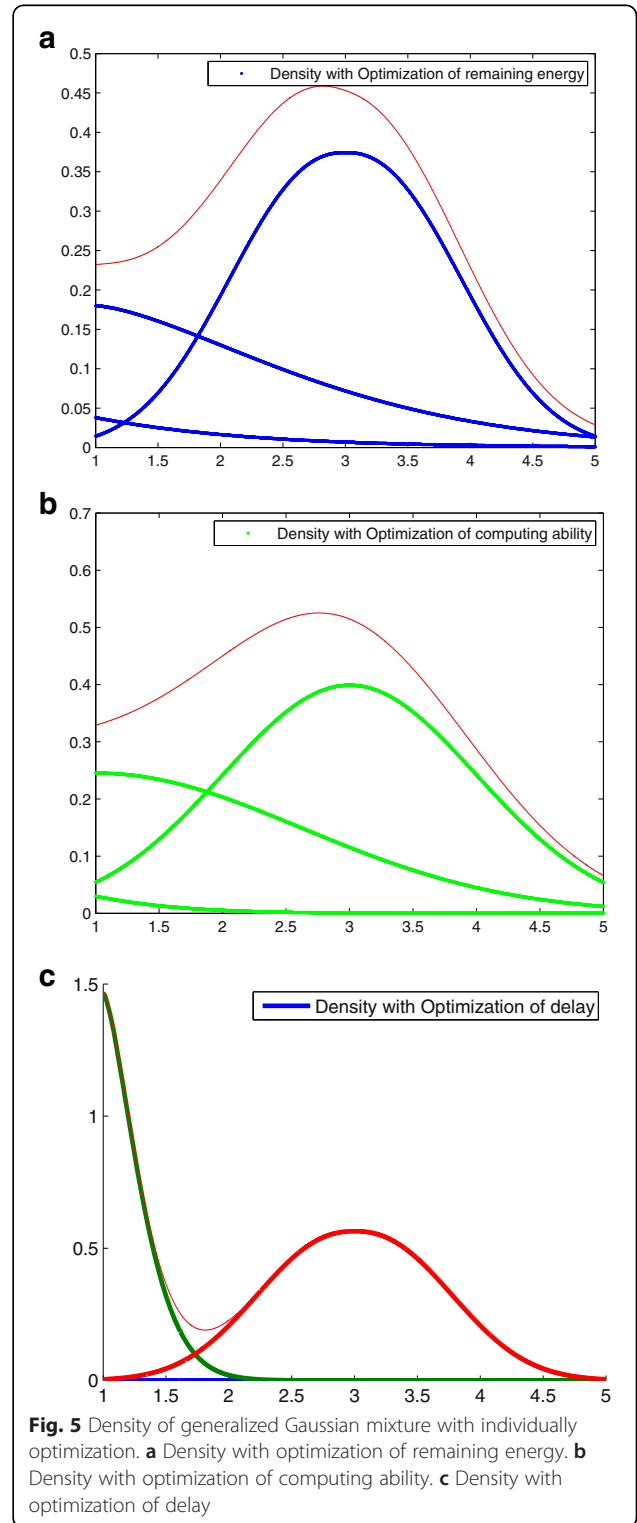 a
0.5
Density with Optimization of remaining energy
0.45
0.4
0.35
0.3
0.25
0.2
0.15
0.1
0.05
0
1 1.5 2 2.5 3 3.5 4 4.5 5
b
0.7
Density with Optimization of computing ability
0.6
0.5
0.4
0.3
0.2
0.1
0
1 1.5 2 2.5 3 3.5 4 4.5 5
c
1.5
Density with Optimization of delay
1
0.5
0
1 1.5 2 2.5 3 3.5 4 4.5 5
Fig. 5 Density of generalized Gaussian mixture with individually
optimization. a Density with optimization of remaining energy. b
Density with optimization of computing ability. c Density with
optimization of delay